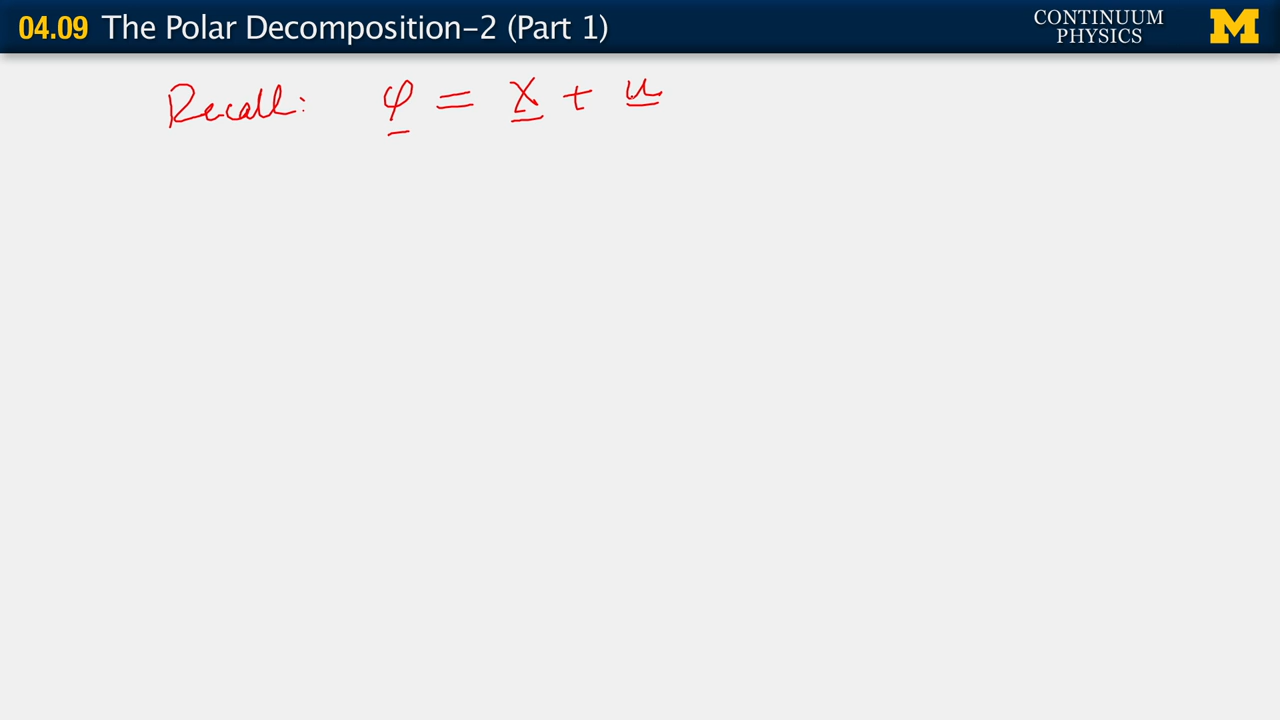 04.09 The Polar Decomposition-2 (Part 1)
CONTINUUM
PHYSICS
M
Recall: φ = X + u